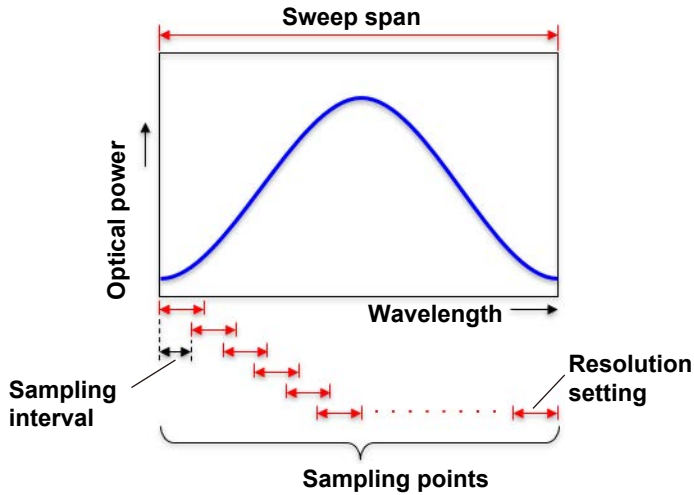 Sweep span
Optical power
Wavelength
Sampling
interval
Resolution
setting
Sampling points